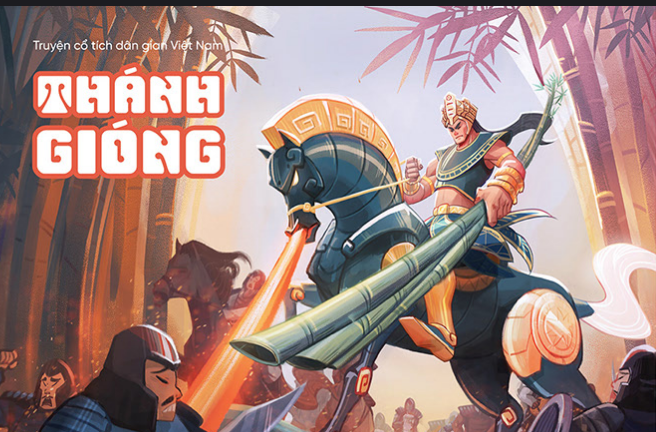 Truyện cổ tích dân gian Việt Nam
THÁNH
GIÓNG